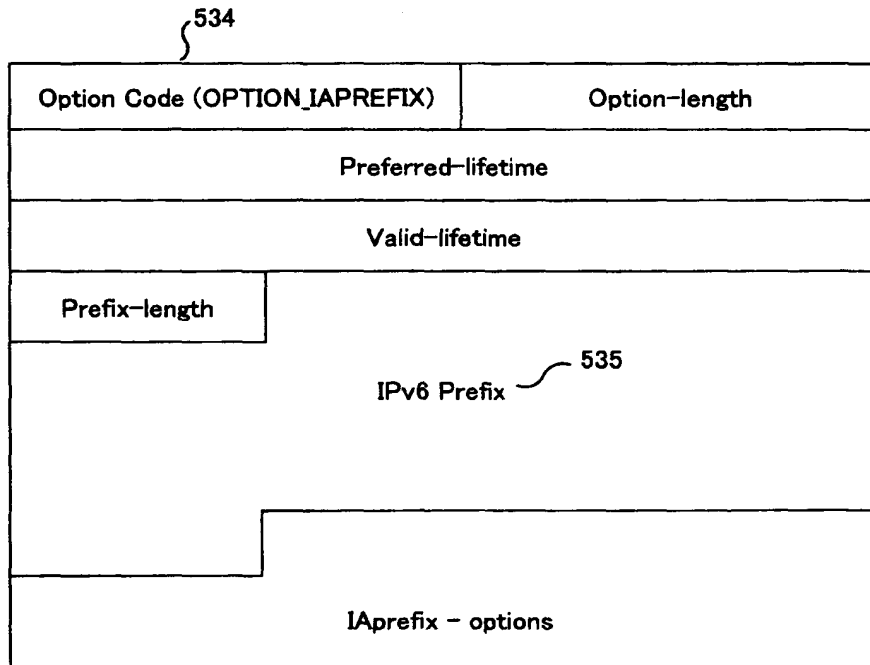 534
Option Code (OPTION_IAPREFIX)
Option-length
Preferred-lifetime
Valid-lifetime
Prefix-length
535
IPv6 Prefix
IAprefix - options